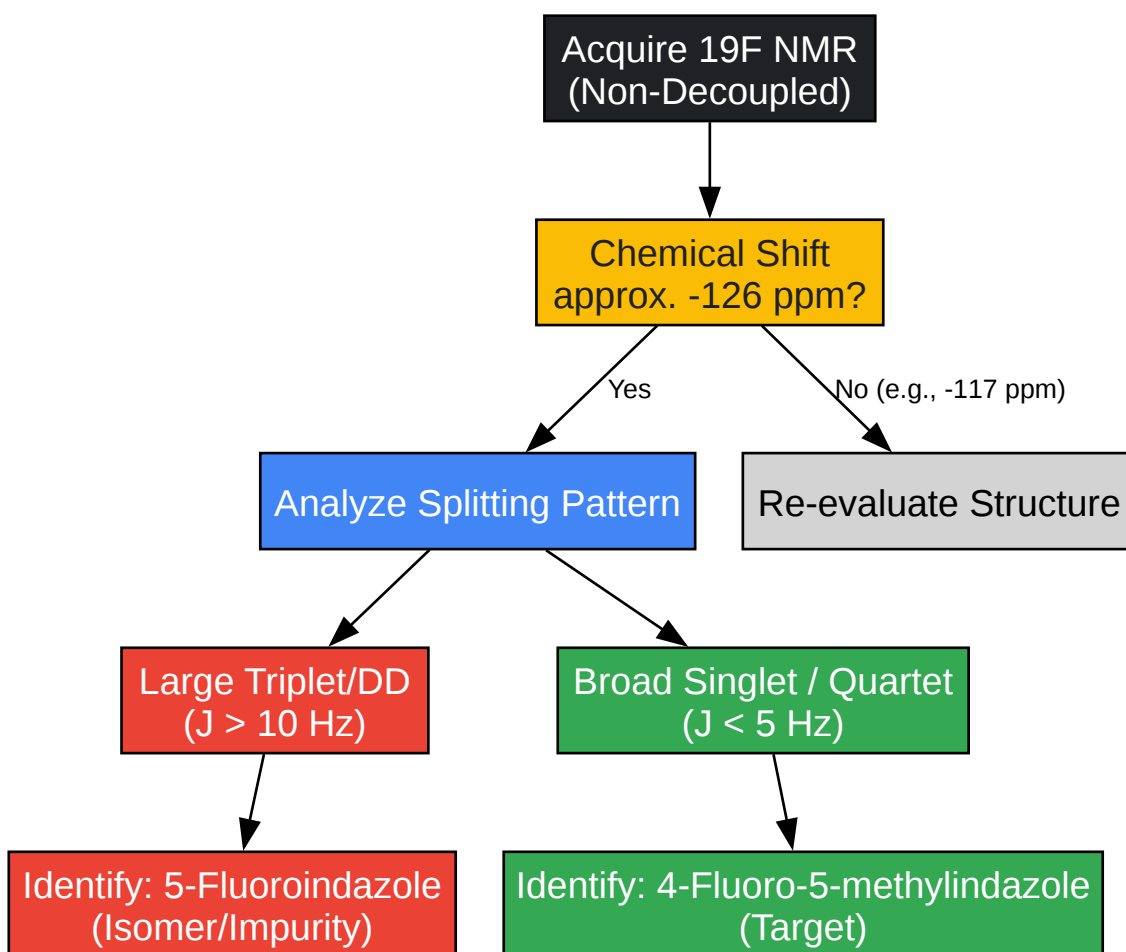 Acquire 19F NMR
(Non-Decoupled)
Chemical Shift
approx. -126 ppm?
Yes
No (e.g., -117 ppm)
Analyze Splitting Pattern
Re-evaluate Structure
Large Triplet/DD
(J > 10 Hz)
Broad Singlet / Quartet
(J < 5 Hz)
Identify: 5-Fluoroindazole
(Isomer/Impurity)
Identify: 4-Fluoro-5-methylindazole
(Target)